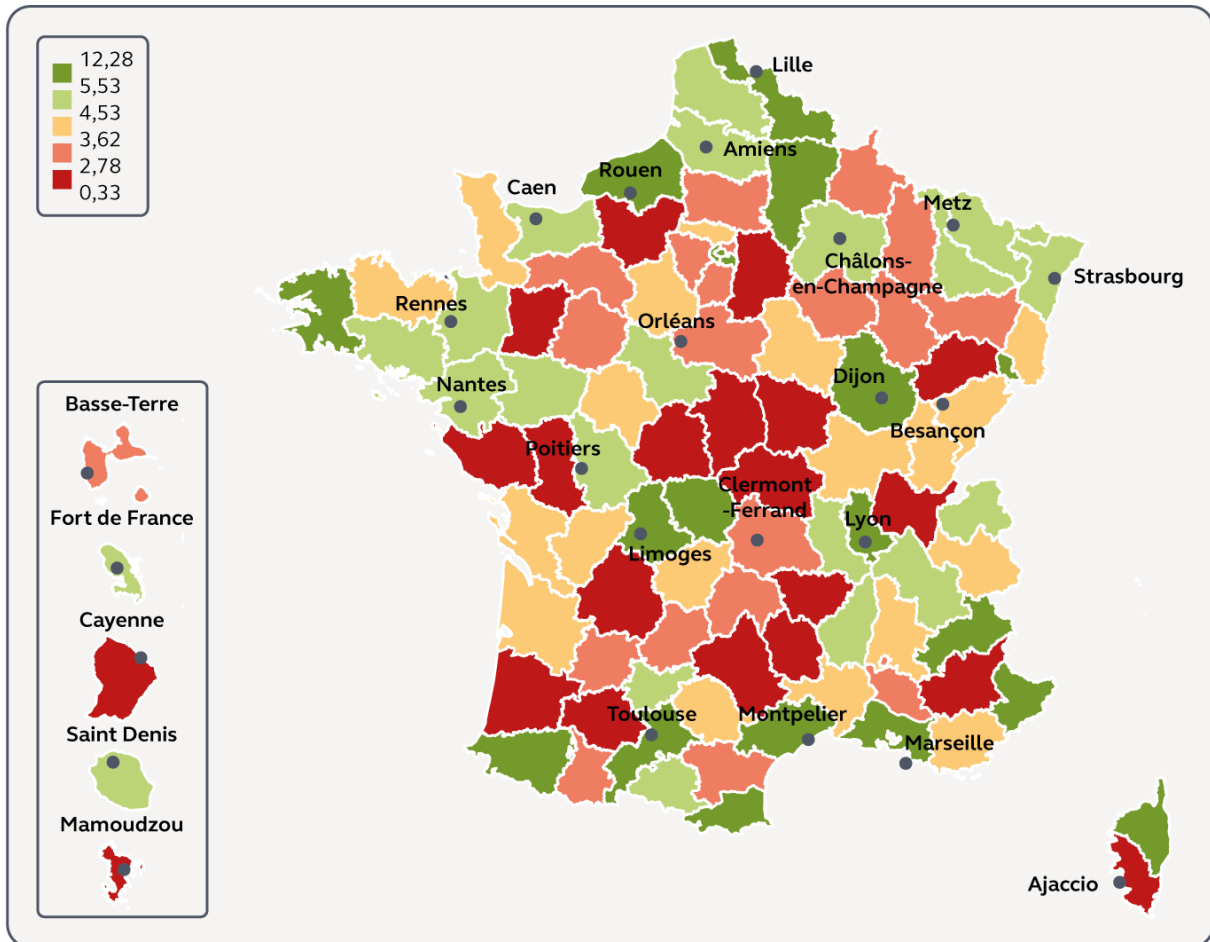 12,28
5,53
4,53
3,62
2,78
0,33
Lille
Amiens
Rouen
Caen
Metz
Châlons-
en-Champagne
Strasbourg
Rennes
Orléans
Nantes
Dijon
Besançon
Poitiers
Clermont
-Ferrand
Lyon
Limoges
Toulouse
Montpelier
Marseille
Ajaccio
Basse-Terre
Fort de France
Cayenne
Saint Denis
Mamoudzou